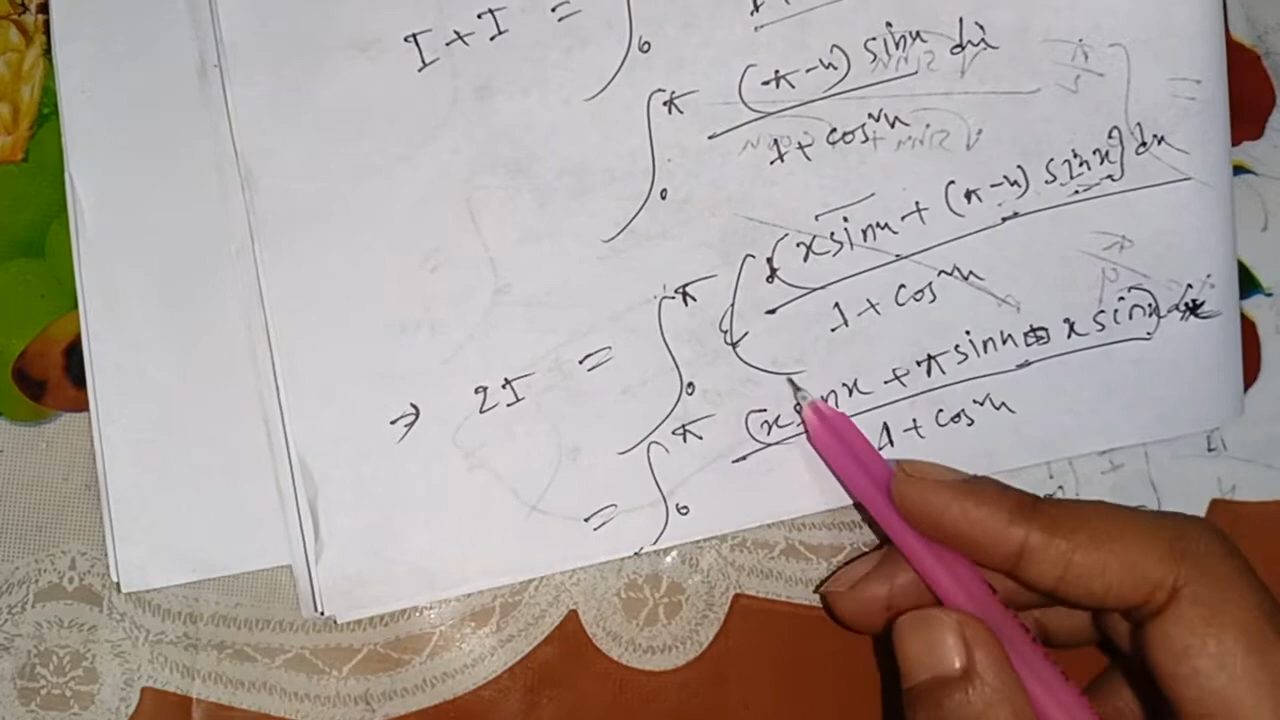 I + I = ∫₀
∫₀^π (π-x) sinx dx
1 + cos²x
⇒ 2I = ∫₀^π {x sinx + (π-x) sinx} dx
1 + cos²x
= ∫₀^π (x sinx + π sinx - x sinx) dx
1 + cos²x